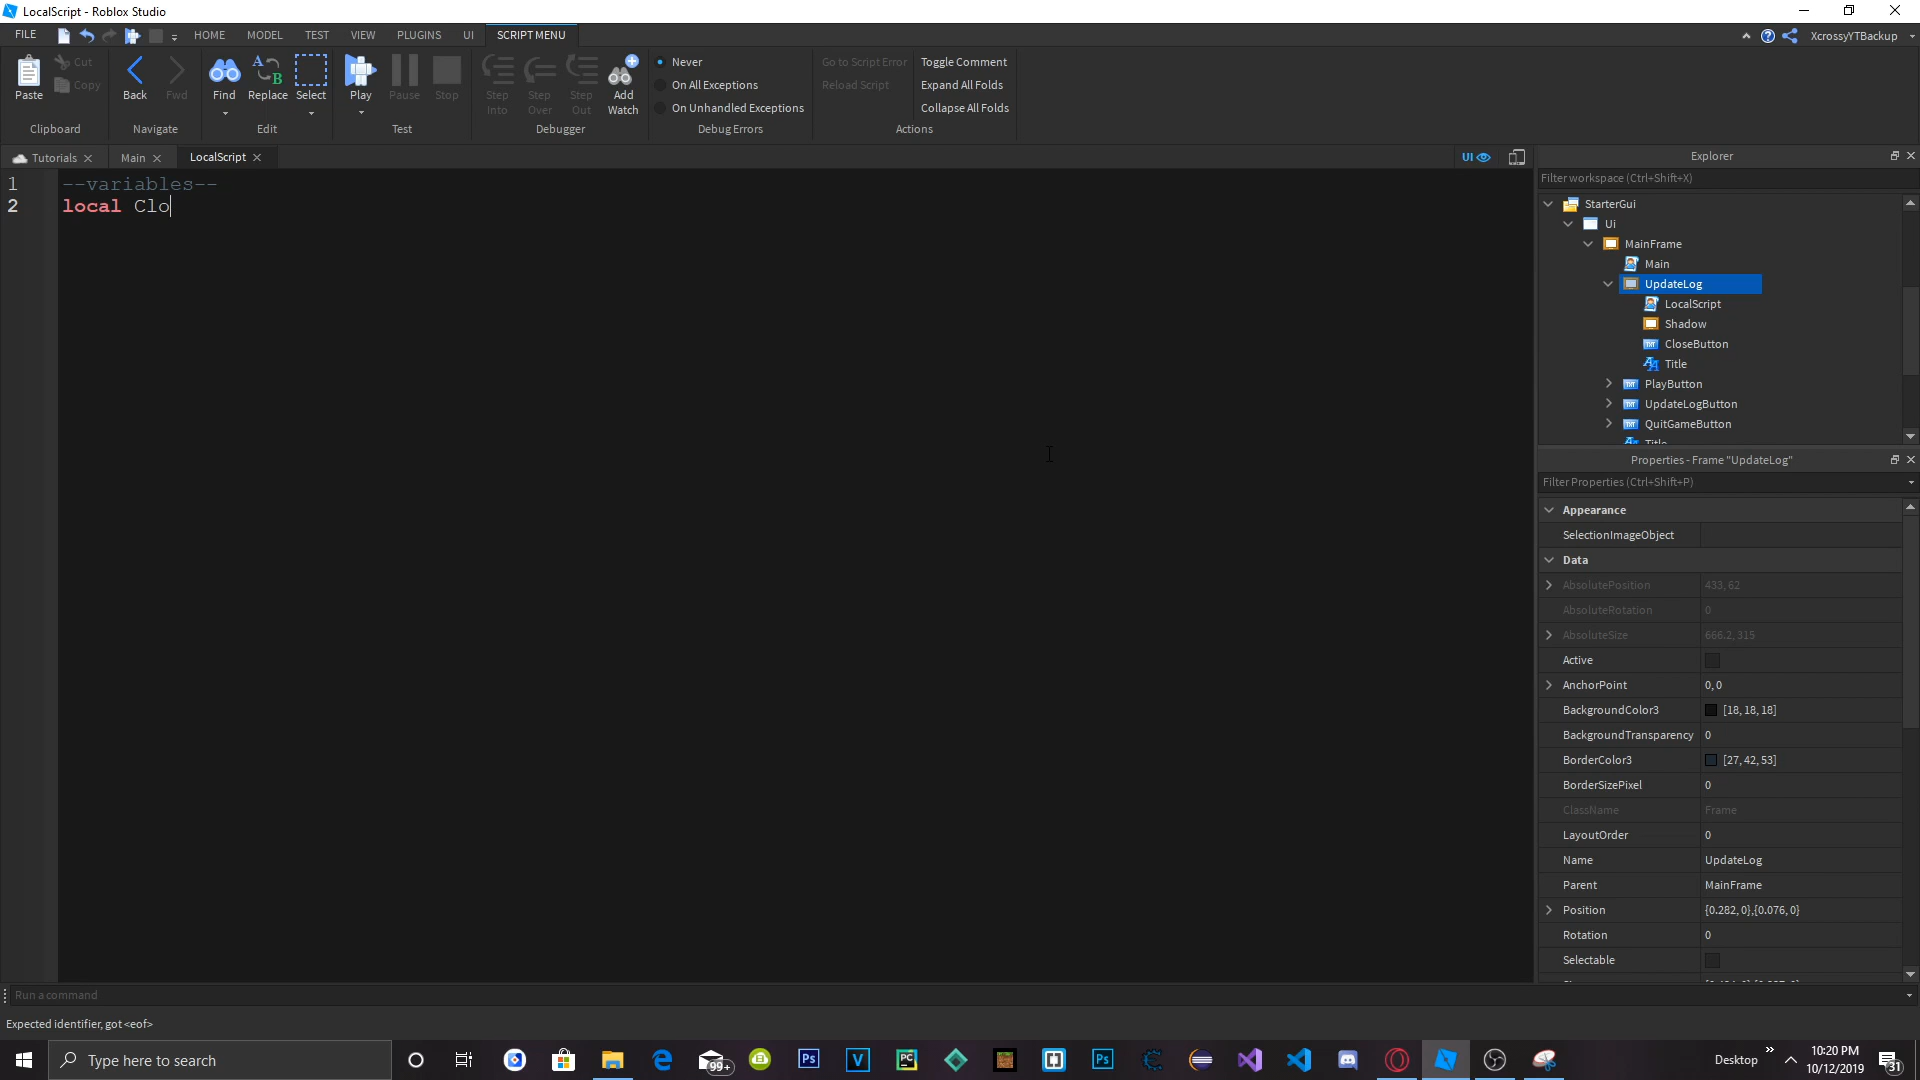 LocalScript - Roblox Studio
FILE HOME MODEL TEST VIEW PLUGINS UI SCRIPT MENU XcrossyYTBackup
Paste Cut Copy Clipboard
Back Fwd Navigate
Find Replace Select Edit
Play Pause Stop Test
Step Into Step Over Step Out Add Watch Debugger
Never
On All Exceptions
On Unhandled Exceptions
Debug Errors
Go to Script Error
Reload Script
Toggle Comment
Expand All Folds
Collapse All Folds
Actions
Tutorials Main LocalScript UI
1 --variables--
2 local Clo
Explorer
Filter workspace (Ctrl+Shift+X)
StarterGui
Ui
MainFrame
Main
UpdateLog
LocalScript
Shadow
CloseButton
Title
PlayButton
UpdateLogButton
QuitGameButton
Title
Properties - Frame "UpdateLog"
Filter Properties (Ctrl+Shift+P)
Appearance
SelectionImageObject
Data
AbsolutePosition 433, 62
AbsoluteRotation 0
AbsoluteSize 666.2, 315
Active
AnchorPoint 0, 0
BackgroundColor3 [18, 18, 18]
BackgroundTransparency 0
BorderColor3 [27, 42, 53]
BorderSizePixel 0
ClassName Frame
LayoutOrder 0
Name UpdateLog
Parent MainFrame
Position {0.282, 0},{0.076, 0}
Rotation 0
Selectable
Run a command
Expected identifier, got <eof>
Type here to search
99+
Ps
V
PC
Ps
Desktop
10:20 PM
10/12/2019
31